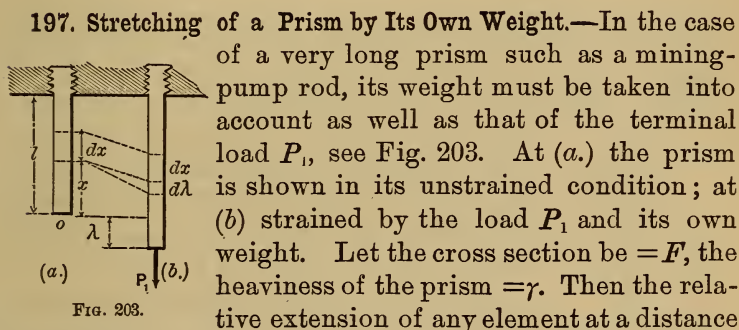 197. Stretching of a Prism by Its Own Weight.—In the case
of a very long prism such as a mining-
pump rod, its weight must be taken into
account as well as that of the terminal
load P₁, see Fig. 203. At (a.) the prism
is shown in its unstrained condition; at
(b) strained by the load P₁ and its own
weight. Let the cross section be =F, the
heaviness of the prism =γ. Then the rela-
tive extension of any element at a distance
l
dx
x
o
dx
dλ
λ
(a.)
P₁
(b.)
FIG. 203.